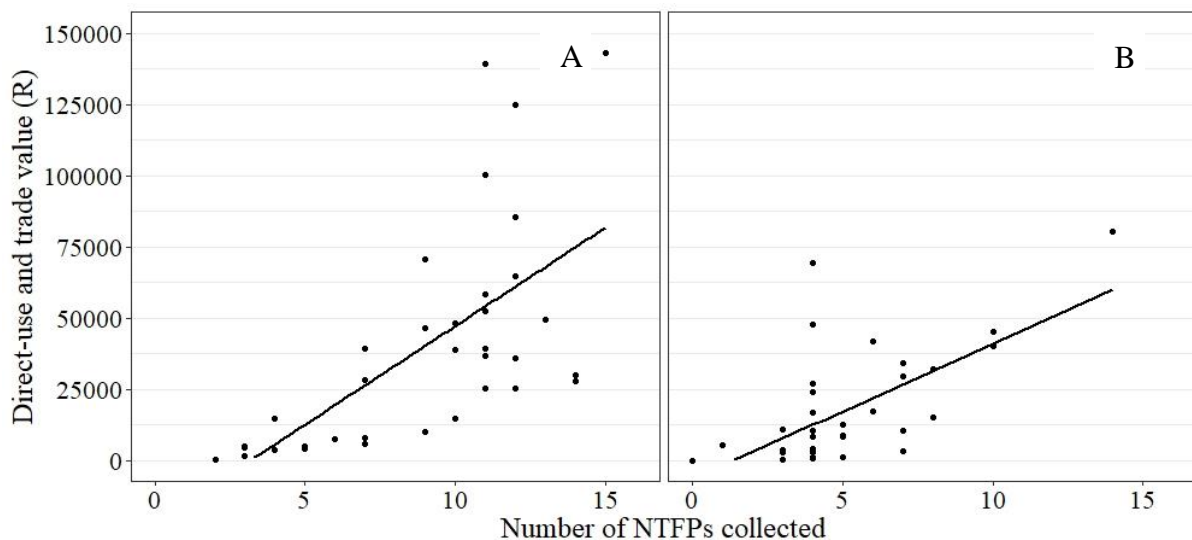 Direct-use and trade value (R)
150000
125000
100000
75000
50000
25000
0
A
B
0 5 10 15
0 5 10 15
Number of NTFPs collected